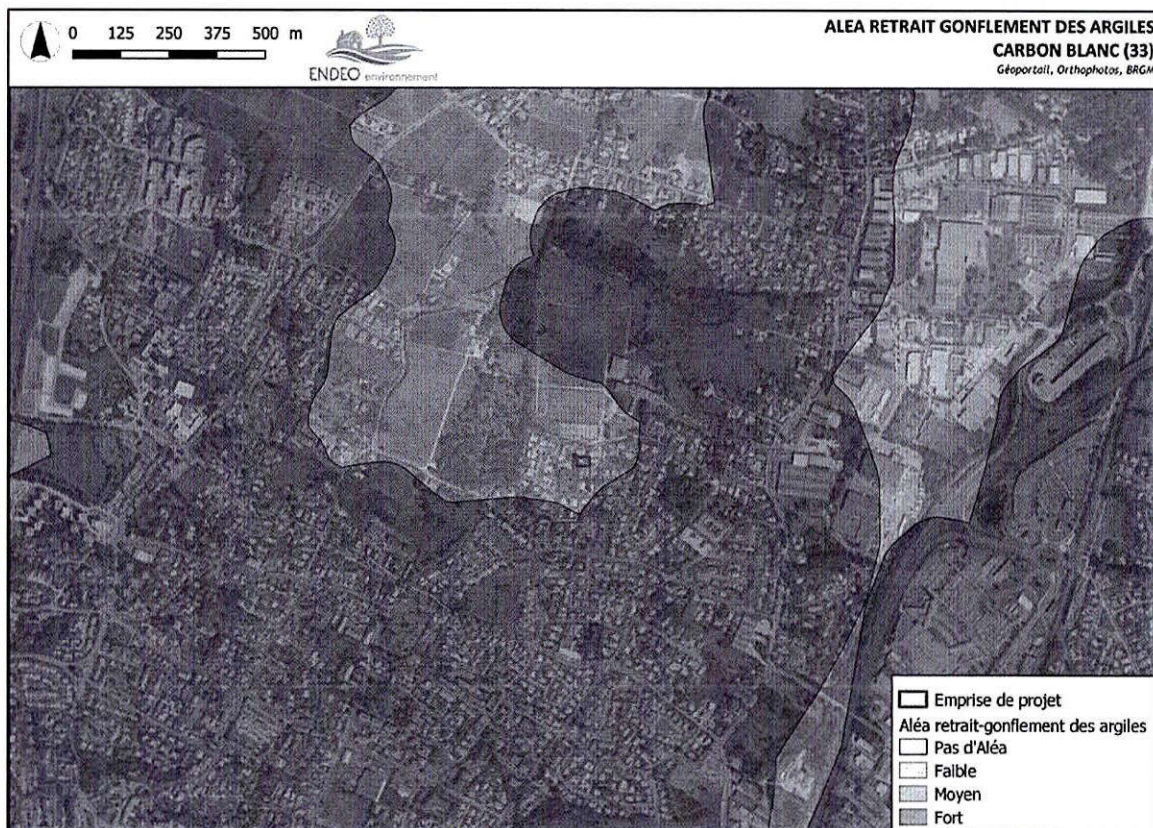 0 125 250 375 500 m
ENDEO environnement
ALEA RETRAIT GONFLEMENT DES ARGILES
CARBON BLANC (33)
Géoportail, Orthophotos, BRGM
Emprise de projet
Aléa retrait-gonflement des argiles
Pas d'Aléa
Faible
Moyen
Fort